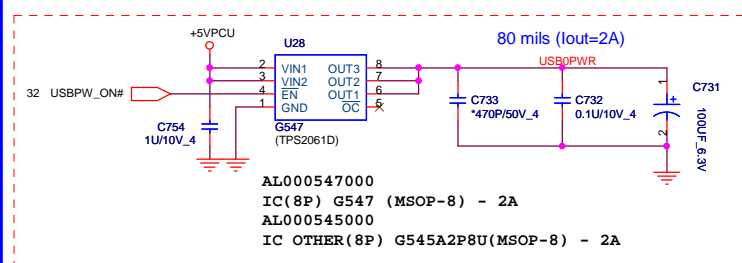 +5VPCU
U28
80 mils (Iout=2A)
USB0PWR
2 VIN1 OUT3 8
3 VIN2 OUT2 7
32 USBPW_ON# 4 EN OUT1 6
1 GND OC 5
G547
(TPS2061D)
C754
1U/10V_4
C733
*470P/50V_4
C732
0.1U/10V_4
C731
1
+
2
100UF_6.3V
AL000547000
IC(8P) G547 (MSOP-8) - 2A
AL000545000
IC OTHER(8P) G545A2P8U(MSOP-8) - 2A